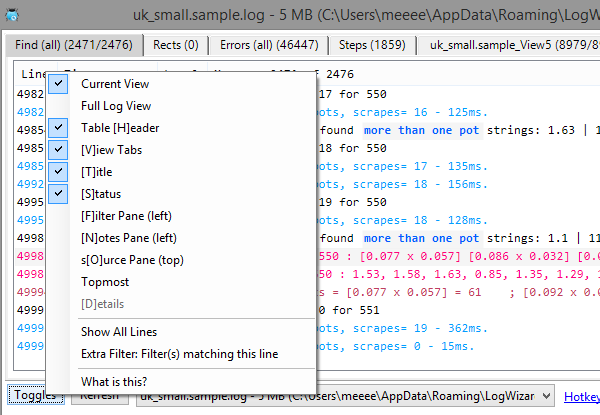 uk_small.sample.log - 5 MB (C:\Users\meeee\AppData\Roaming\LogWiz
Find (all) (2471/2476) Rects (0) Errors (all) (46447) Steps (1859) uk_small.sample_View5 (8979/89
Line 2476
4982 17 for 550
4982 ots, scrapes= 16 - 125ms.
4985 found more than one pot strings: 1.63 | 1
4985 18 for 550
4985 ots, scrapes= 17 - 135ms.
4992 ots, scrapes= 18 - 156ms.
4995 19 for 550
4995 ots, scrapes= 18 - 128ms.
4998 found more than one pot strings: 1.1 | 11
4998 550 : [0.077 x 0.057] [0.086 x 0.032] [0.0
4998 50 : 1.53, 1.58, 1.63, 0.85, 1.35, 1.29, 1
4999 s = [0.077 x 0.057] = 61 ; [0.092 x 0.0
4999 0 for 551
4999 ots, scrapes= 19 - 362ms.
4999 ots, scrapes= 0 - 15ms.
Current View
Full Log View
Table [H]eader
[V]iew Tabs
[T]itle
[S]tatus
[F]ilter Pane (left)
[N]otes Pane (left)
s[O]urce Pane (top)
Topmost
[D]etails
Show All Lines
Extra Filter: Filter(s) matching this line
What is this?
Toggles Refresh uk_small.sample.log - 5 MB (C:\Users\meeee\AppData\Roaming\LogWizar Hotkey